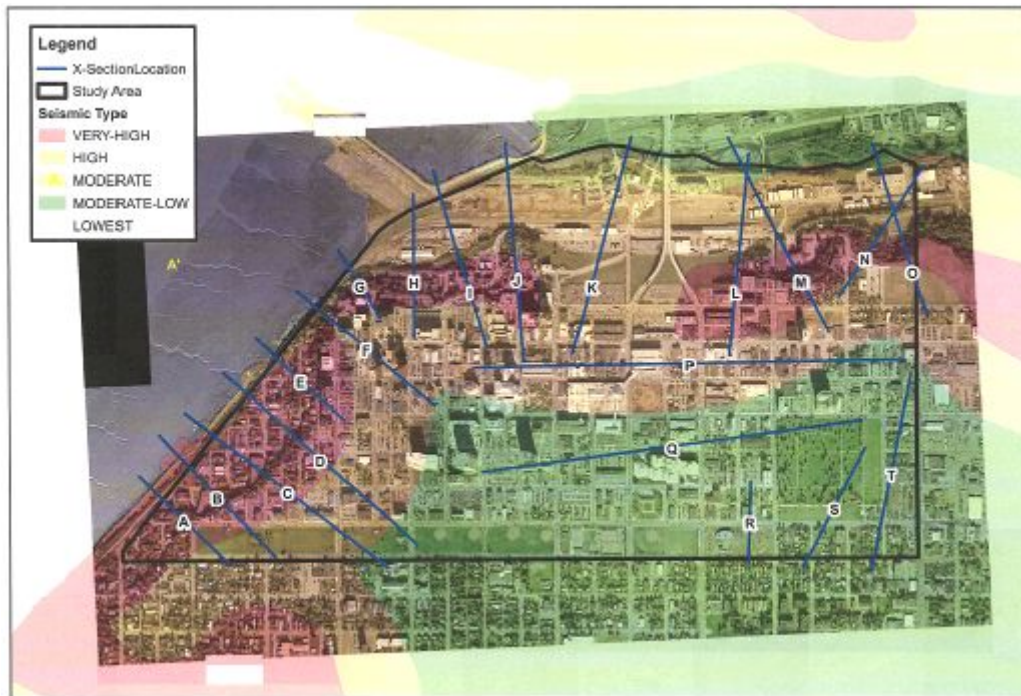 Legend
X-SectionLocation
Study Area
Seismic Type
VERY-HIGH
HIGH
MODERATE
MODERATE-LOW
LOWEST
A'
A
B
C
D
E
F
G
H
I
J
K
L
M
N
O
P
Q
R
S
T